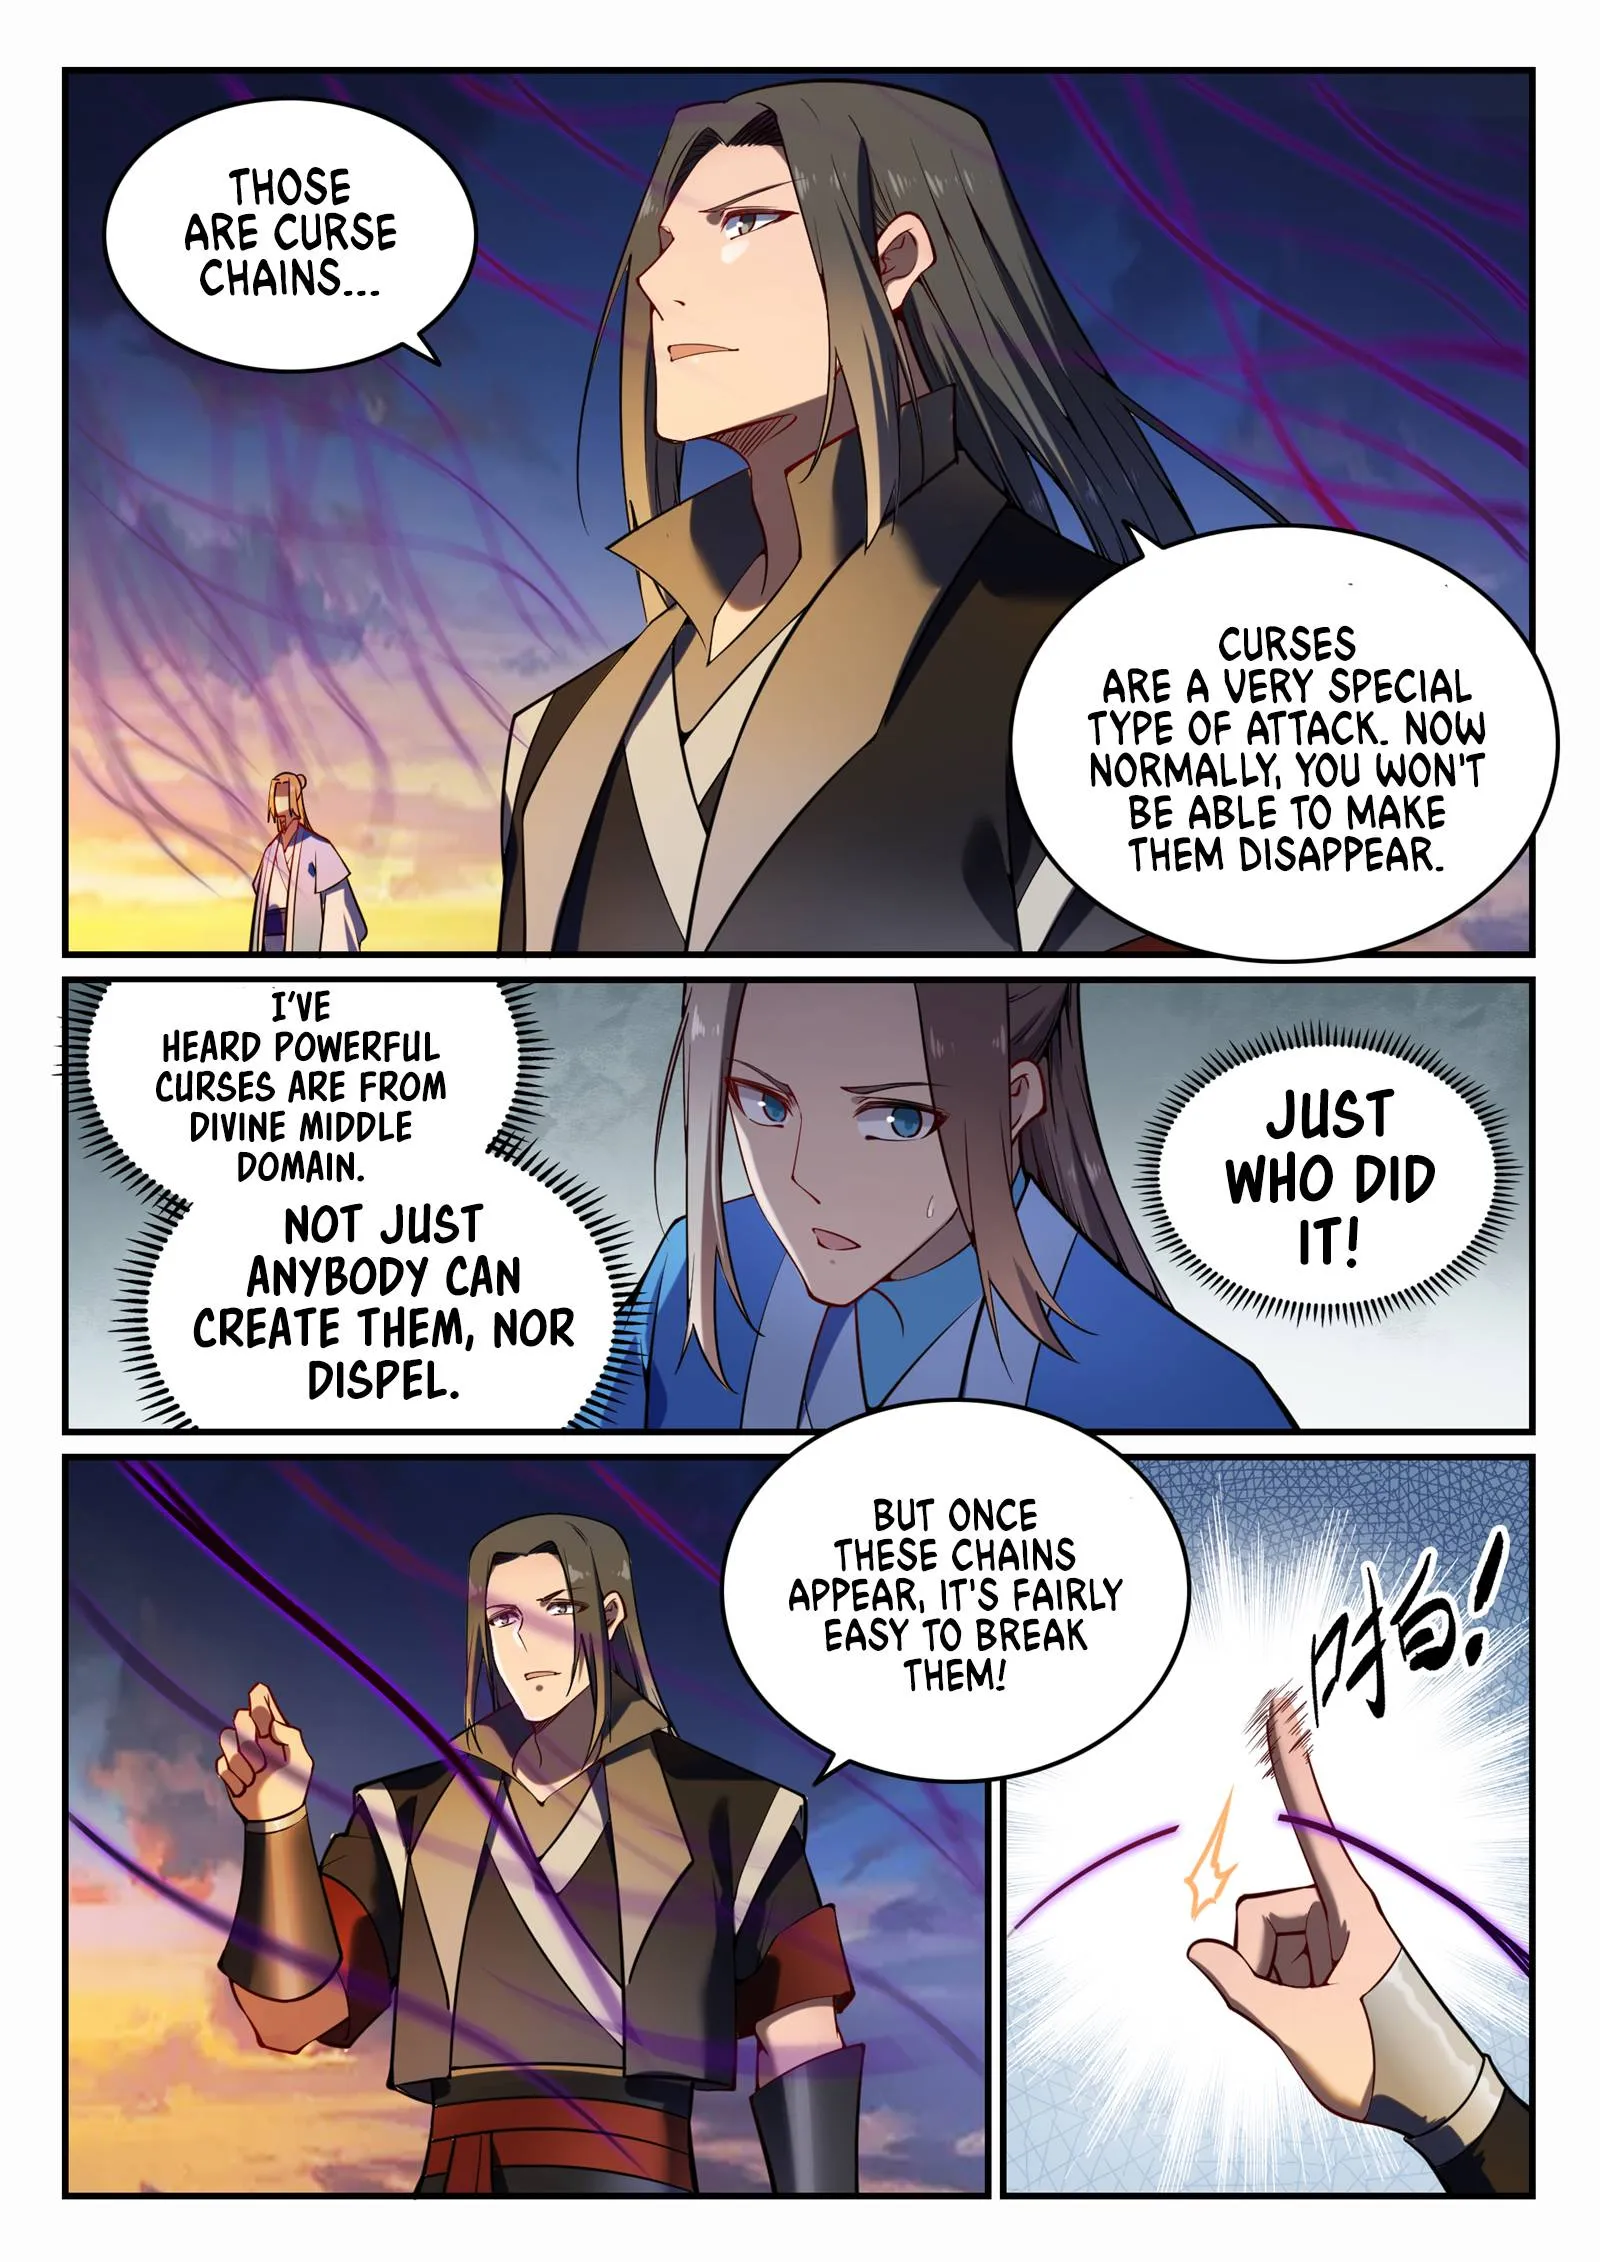 THOSE
ARE CURSE
CHAINS...
CURSES
ARE A VERY SPECIAL
TYPE OF ATTACK. NOW
NORMALLY, YOU WON'T
BE ABLE TO MAKE
THEM DISAPPEAR.
I'VE
HEARD POWERFUL
CURSES ARE FROM
DIVINE MIDDLE
DOMAIN.
NOT JUST
ANYBODY CAN
CREATE THEM, NOR
DISPEL.
JUST
WHO DID
IT!
BUT ONCE
THESE CHAINS
APPEAR, IT'S FAIRLY
EASY TO BREAK
THEM!
啪!